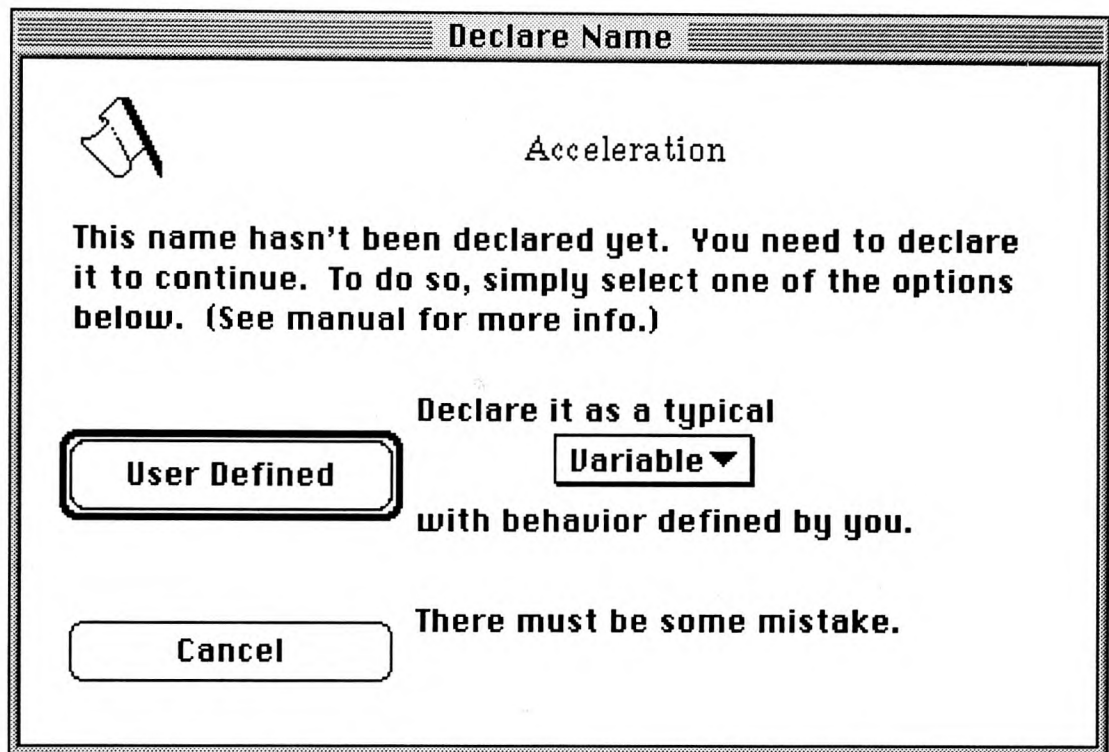 Declare Name
Acceleration
This name hasn't been declared yet. You need to declare
it to continue. To do so, simply select one of the options
below. (See manual for more info.)
User Defined
Declare it as a typical
Variable
with behavior defined by you.
Cancel
There must be some mistake.